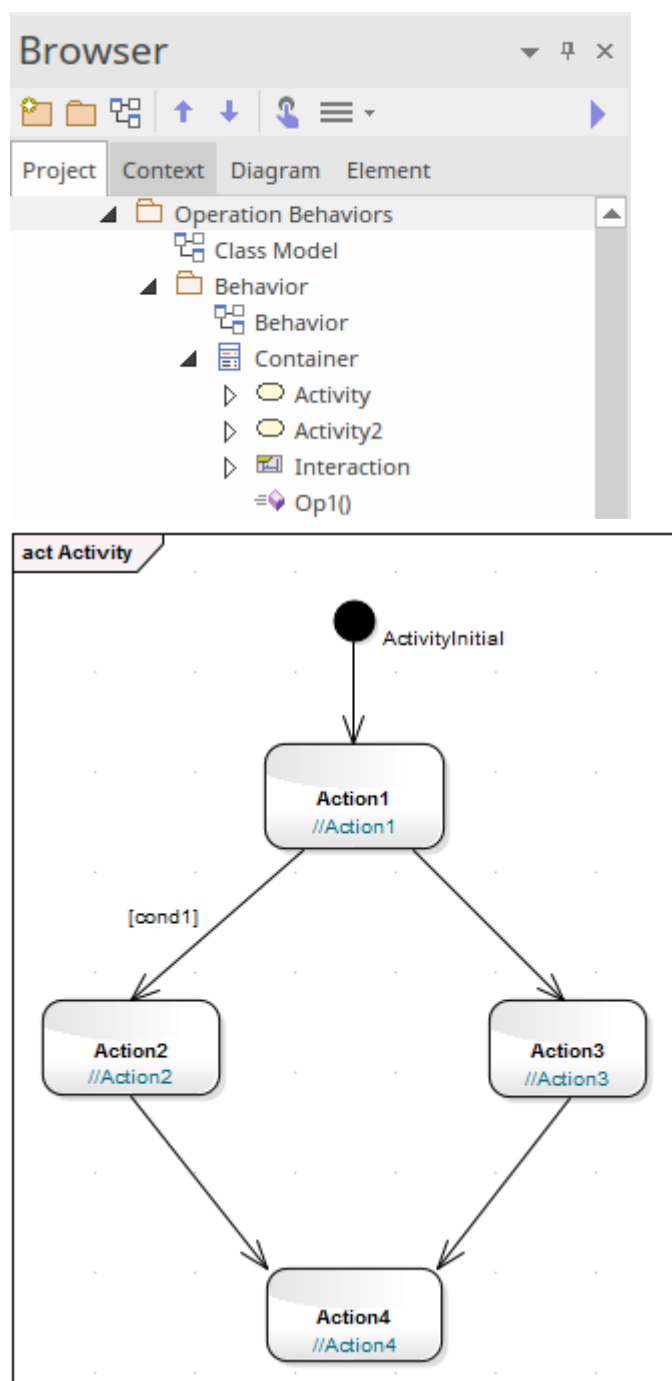 Browser
Project Context Diagram Element
Operation Behaviors
Class Model
Behavior
Behavior
Container
Activity
Activity2
Interaction
Op1()
act Activity
ActivityInitial
Action1
//Action1
[cond1]
Action2
//Action2
Action3
//Action3
Action4
//Action4